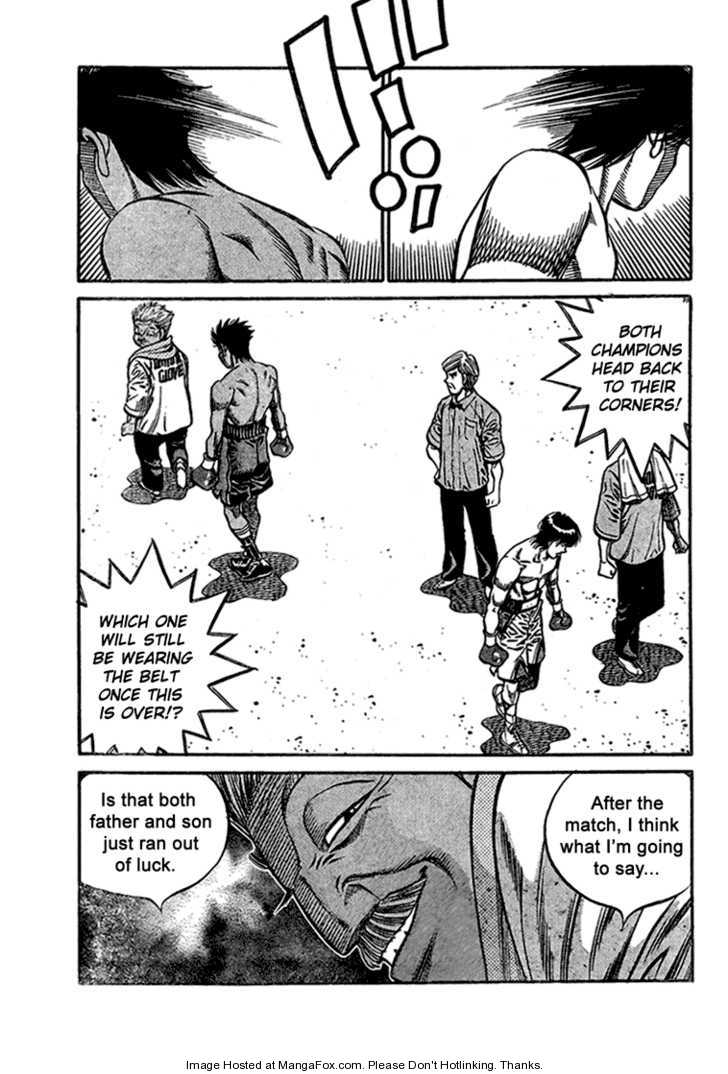 BOTH
CHAMPIONS
HEAD BACK
TO THEIR
CORNERS!
GLOVE
WHICH ONE
WILL STILL
BE WEARING
THE BELT
ONCE THIS
IS OVER!?
After the
match, I think
what I'm going
to say...
Is that both
father and son
just ran out
of luck.
Image Hosted at MangaFox.com. Please Don't Hotlinking. Thanks.